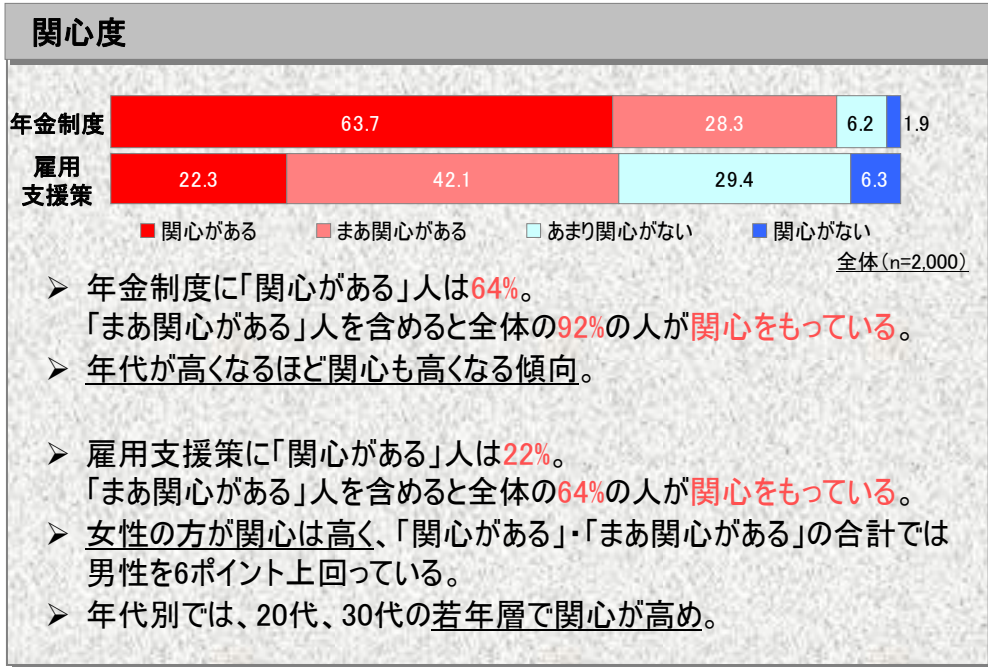 関心度
年金制度 63.7 28.3 6.2 1.9
雇用
支援策 22.3 42.1 29.4 6.3
関心がある まあ関心がある あまり関心がない 関心がない
全体(n=2,000)
➢ 年金制度に「関心がある」人は64%。
「まあ関心がある」人を含めると全体の92%の人が関心をもっている。
➢ 年代が高くなるほど関心も高くなる傾向。
➢ 雇用支援策に「関心がある」人は22%。
「まあ関心がある」人を含めると全体の64%の人が関心をもっている。
➢ 女性の方が関心は高く、「関心がある」・「まあ関心がある」の合計では
男性を6ポイント上回っている。
➢ 年代別では、20代、30代の若年層で関心が高め。